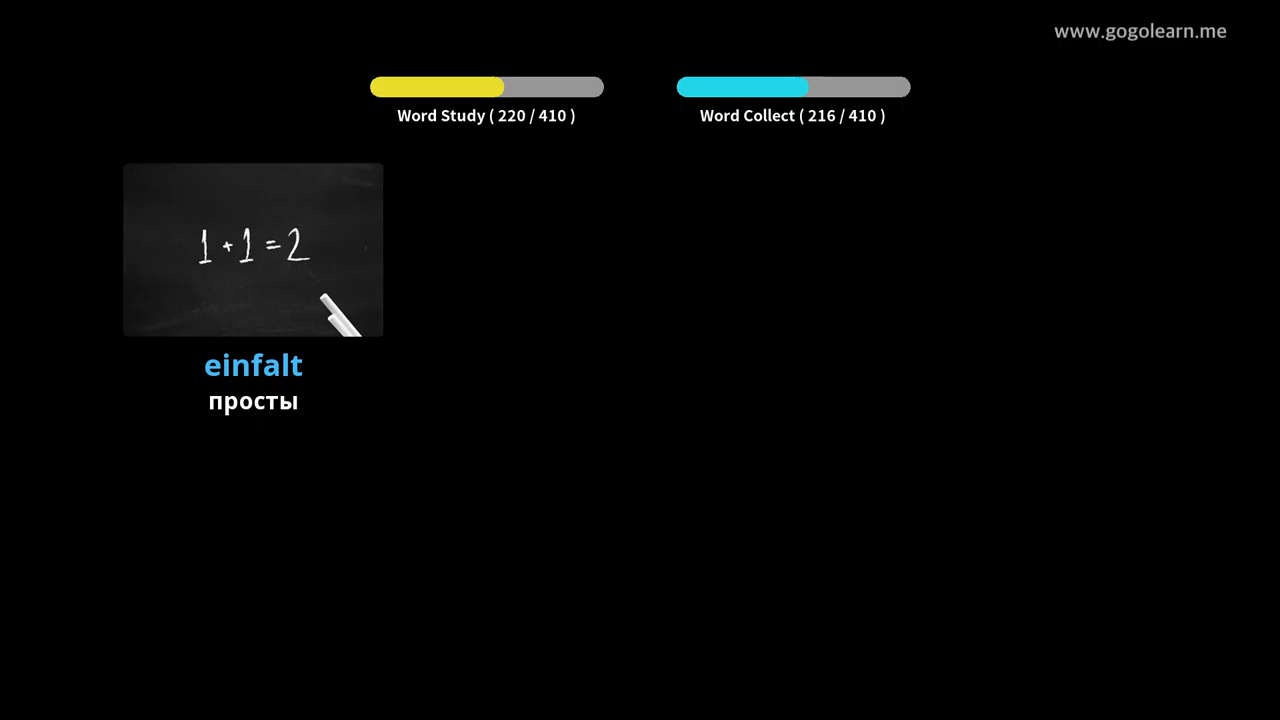 www.gogolearn.me
Word Study ( 220 / 410 )
Word Collect ( 216 / 410 )
1 + 1 = 2
einfalt
просты